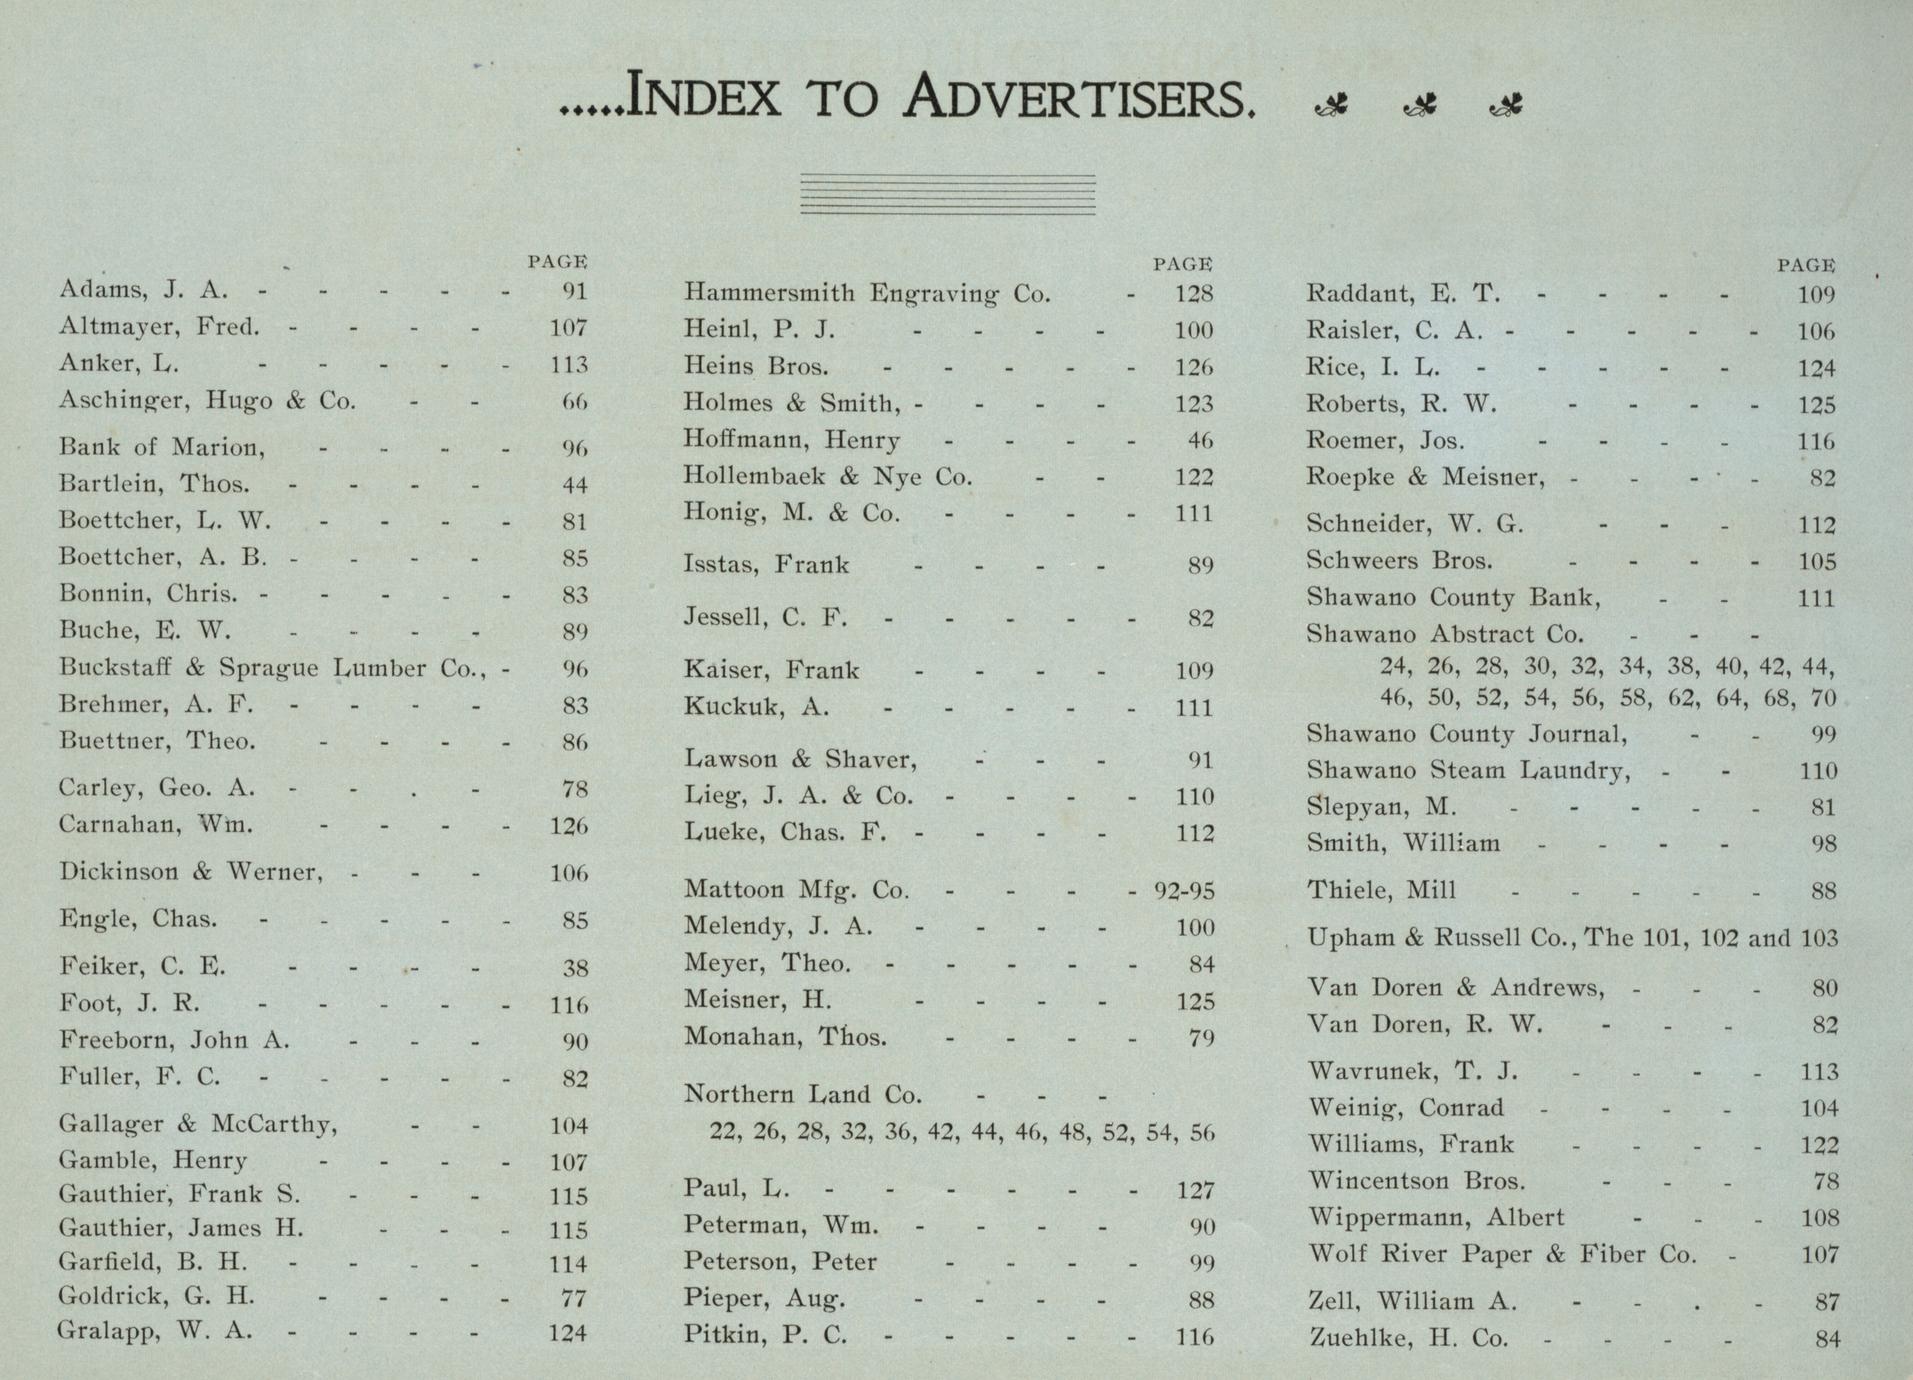 .....INDEX TO ADVERTISERS.
PAGE
Adams, J. A. - - - - - 91
Altmayer, Fred. - - - - 107
Anker, L. - - - - - 113
Aschinger, Hugo & Co. - - 66
Bank of Marion, - - - - 96
Bartlein, Thos. - - - - 44
Boettcher, L. W. - - - - 81
Boettcher, A. B. - - - - 85
Bonnin, Chris. - - - - - 83
Buche, E. W. - - - - 89
Buckstaff & Sprague Lumber Co., - 96
Brehmer, A. F. - - - - 83
Buettner, Theo. - - - - 86
Carley, Geo. A. - - . - 78
Carnahan, Wm. - - - - 126
Dickinson & Werner, - - - 106
Engle, Chas. - - - - - 85
Feiker, C. E. - - - - 38
Foot, J. R. - - - - - 116
Freeborn, John A. - - - 90
Fuller, F. C. - - - - - 82
Gallager & McCarthy, - - 104
Gamble, Henry - - - - 107
Gauthier, Frank S. - - - 115
Gauthier, James H. - - - 115
Garfield, B. H. - - - - 114
Goldrick, G. H. - - - - 77
Gralapp, W. A. - - - - 124
PAGE
Hammersmith Engraving Co. - 128
Heinl, P. J. - - - - 100
Heins Bros. - - - - - 126
Holmes & Smith, - - - - 123
Hoffmann, Henry - - - - 46
Hollembaek & Nye Co. - - 122
Honig, M. & Co. - - - - 111
Isstas, Frank - - - - 89
Jessell, C. F. - - - - - 82
Kaiser, Frank - - - - 109
Kuckuk, A. - - - - - 111
Lawson & Shaver, - - - 91
Lieg, J. A. & Co. - - - - 110
Lueke, Chas. F. - - - - 112
Mattoon Mfg. Co. - - - - 92-95
Melendy, J. A. - - - - 100
Meyer, Theo. - - - - - 84
Meisner, H. - - - - 125
Monahan, Thos. - - - - 79
Northern Land Co. - - -
22, 26, 28, 32, 36, 42, 44, 46, 48, 52, 54, 56
Paul, L. - - - - - - 127
Peterman, Wm. - - - - 90
Peterson, Peter - - - - 99
Pieper, Aug. - - - - 88
Pitkin, P. C. - - - - - 116
PAGE
Raddant, E. T. - - - - 109
Raisler, C. A. - - - - - 106
Rice, I. L. - - - - - 124
Roberts, R. W. - - - - 125
Roemer, Jos. - - - - 116
Roepke & Meisner, - - - - 82
Schneider, W. G. - - - 112
Schweers Bros. - - - - 105
Shawano County Bank, - - 111
Shawano Abstract Co. - - -
24, 26, 28, 30, 32, 34, 38, 40, 42, 44,
46, 50, 52, 54, 56, 58, 62, 64, 68, 70
Shawano County Journal, - - 99
Shawano Steam Laundry, - - 110
Slepyan, M. - - - - - 81
Smith, William - - - - 98
Thiele, Mill - - - - - 88
Upham & Russell Co., The 101, 102 and 103
Van Doren & Andrews, - - - 80
Van Doren, R. W. - - - 82
Wavrunek, T. J. - - - - 113
Weinig, Conrad - - - - 104
Williams, Frank - - - - 122
Wincentson Bros. - - - 78
Wippermann, Albert - - - 108
Wolf River Paper & Fiber Co. - 107
Zell, William A. - - . - 87
Zuehlke, H. Co. - - - - 84